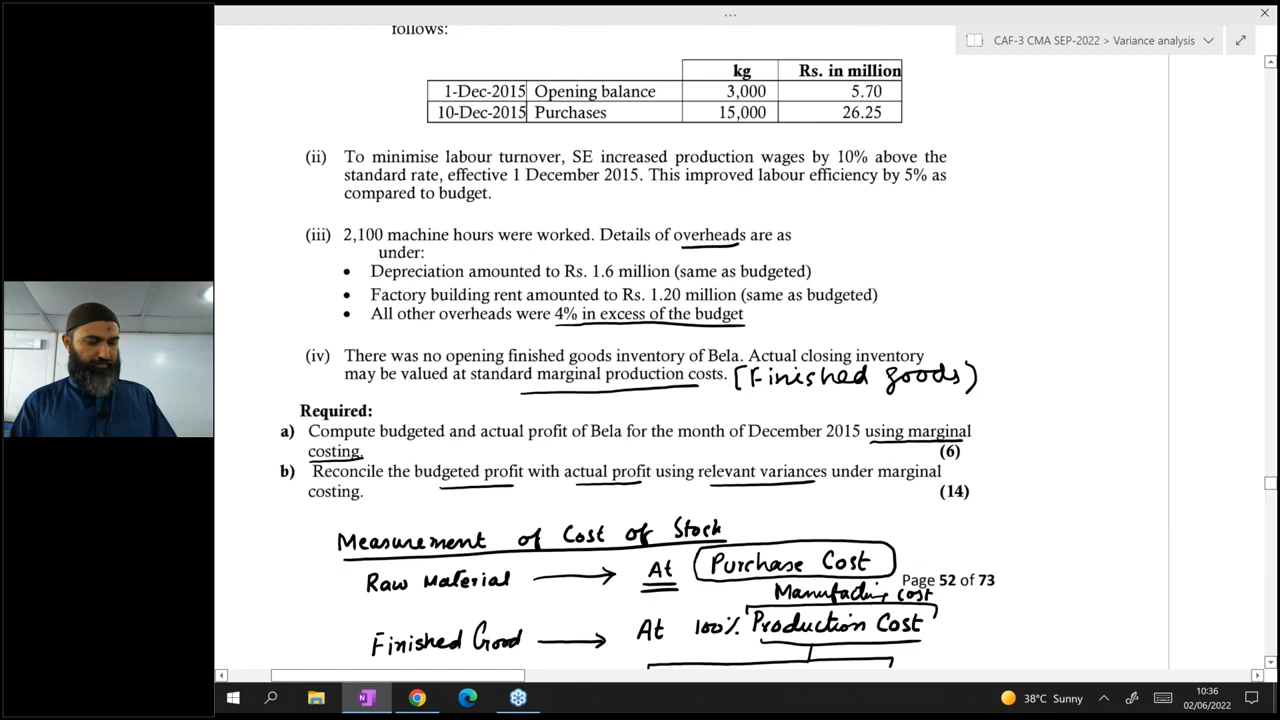 follows:
CAF-3 CMA SEP-2022 > Variance analysis
kg Rs. in million
1-Dec-2015 Opening balance 3,000 5.70
10-Dec-2015 Purchases 15,000 26.25
(ii) To minimise labour turnover, SE increased production wages by 10% above the
standard rate, effective 1 December 2015. This improved labour efficiency by 5% as
compared to budget.
(iii) 2,100 machine hours were worked. Details of overheads are as
under:
• Depreciation amounted to Rs. 1.6 million (same as budgeted)
• Factory building rent amounted to Rs. 1.20 million (same as budgeted)
• All other overheads were 4% in excess of the budget
(iv) There was no opening finished goods inventory of Bela. Actual closing inventory
may be valued at standard marginal production costs. [Finished goods)
Required:
a) Compute budgeted and actual profit of Bela for the month of December 2015 using marginal
costing. (6)
b) Reconcile the budgeted profit with actual profit using relevant variances under marginal
costing. (14)
Measurement of Cost of Stock
Raw Material → At Purchase Cost
Page 52 of 73
Manufacting cost
Finished Good → At 100% Production Cost
38°C Sunny
10:36
02/06/2022